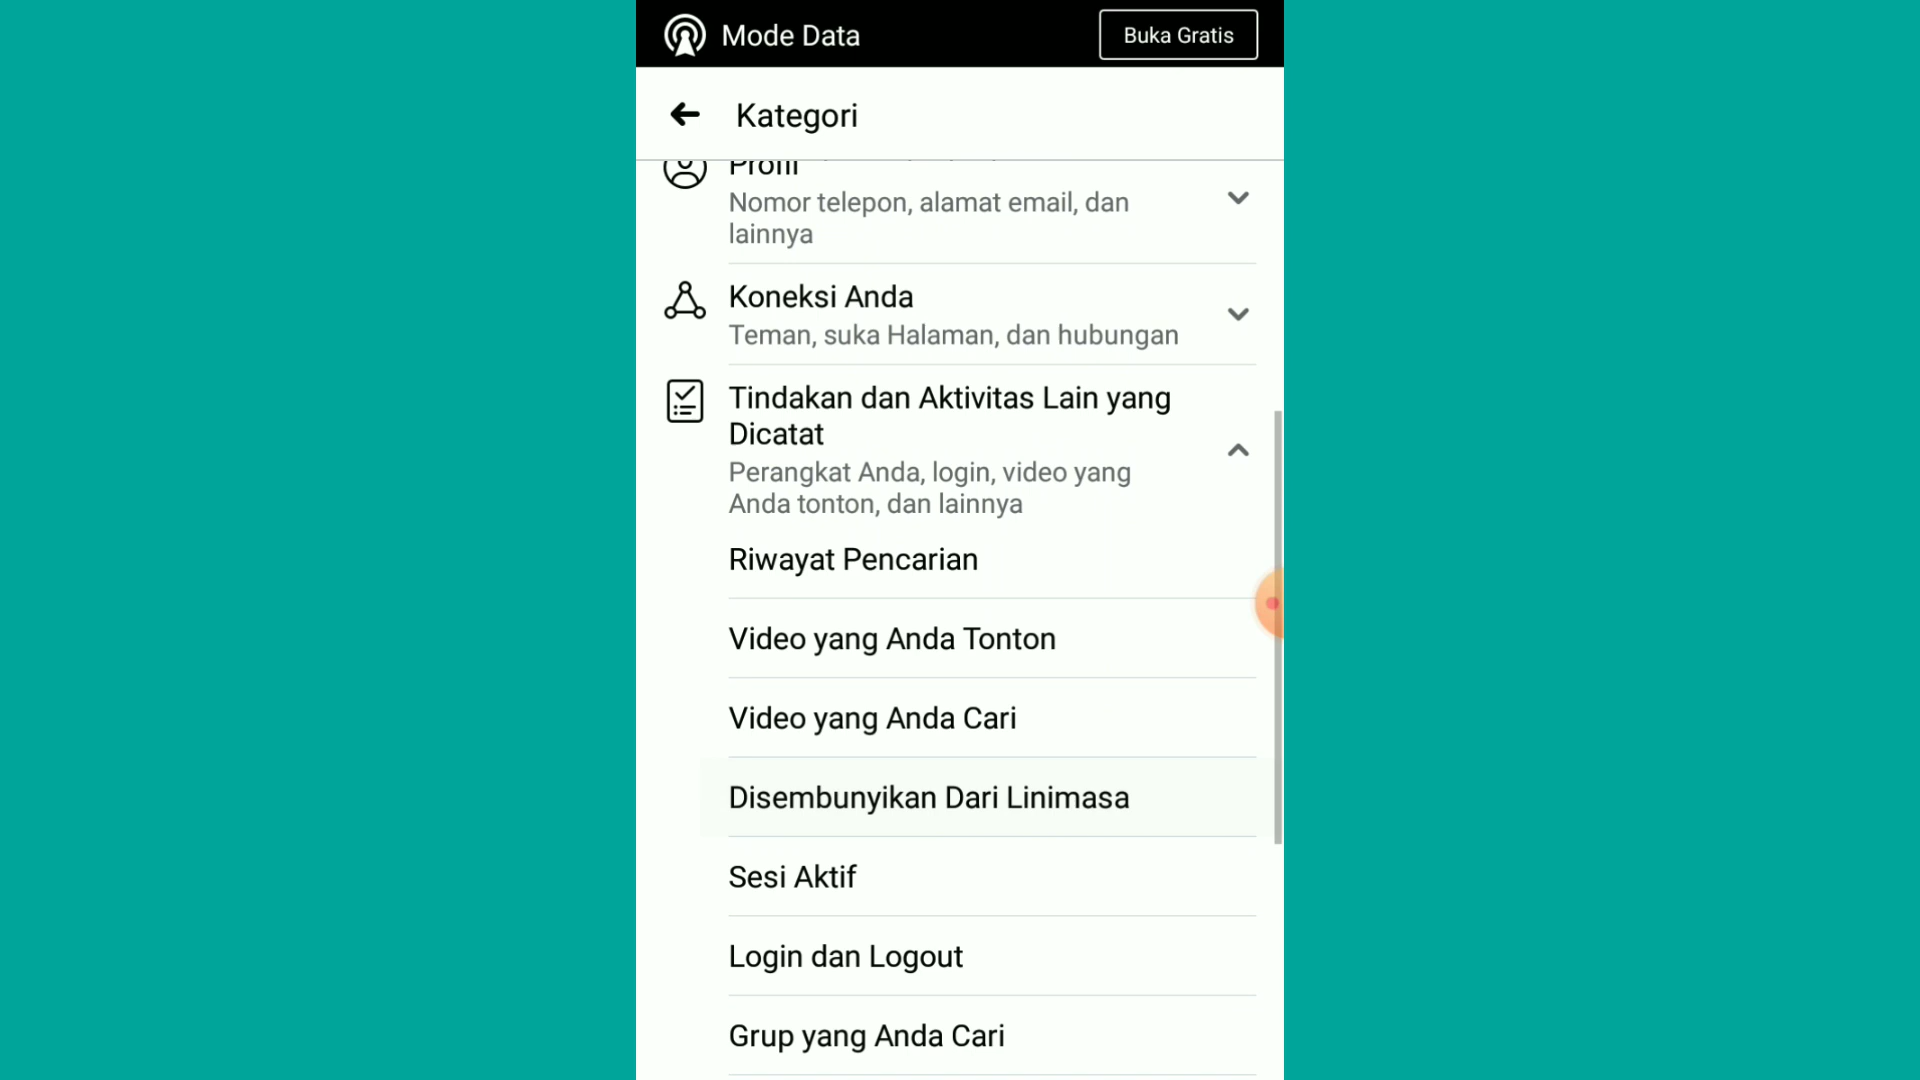 Mode Data
Buka Gratis
Kategori
Profil
Nomor telepon, alamat email, dan
lainnya
Koneksi Anda
Teman, suka Halaman, dan hubungan
Tindakan dan Aktivitas Lain yang
Dicatat
Perangkat Anda, login, video yang
Anda tonton, dan lainnya
Riwayat Pencarian
Video yang Anda Tonton
Video yang Anda Cari
Disembunyikan Dari Linimasa
Sesi Aktif
Login dan Logout
Grup yang Anda Cari